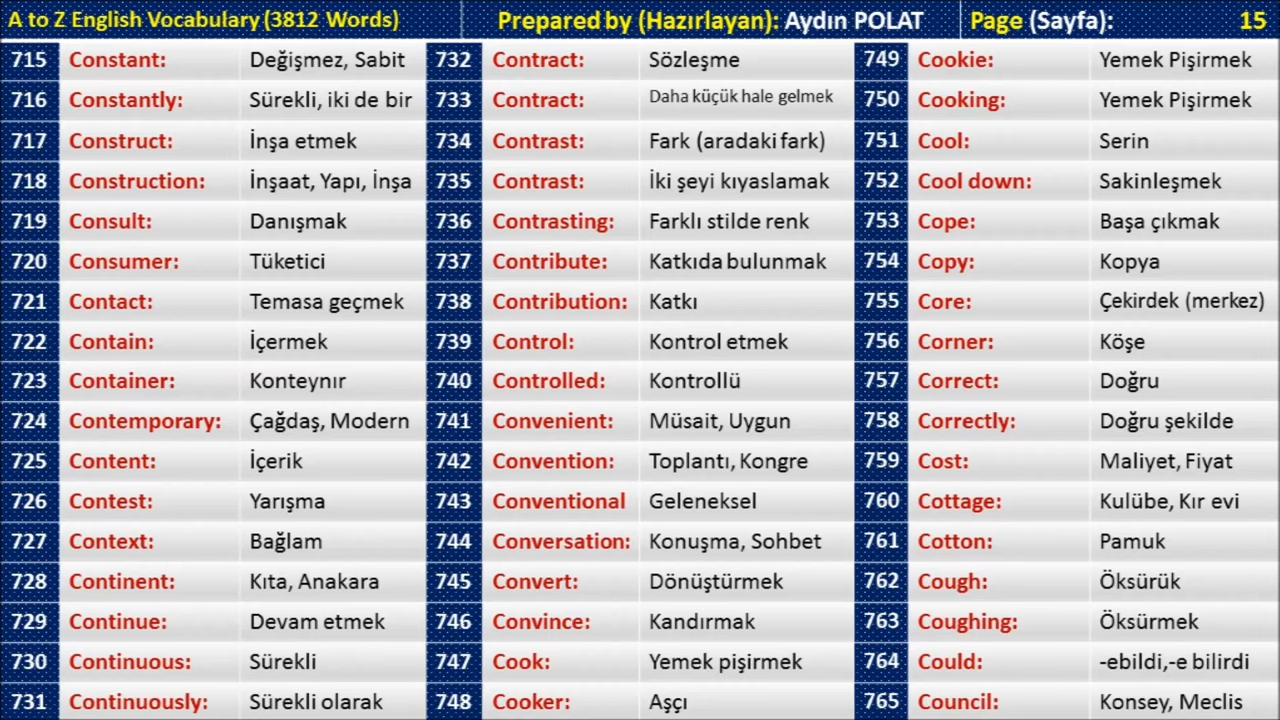 A to Z English Vocabulary (3812 Words) Prepared by (Hazırlayan): Aydın POLAT Page (Sayfa): 15
715 Constant: Değişmez, Sabit 732 Contract: Sözleşme 749 Cookie: Yemek Pişirmek
716 Constantly: Sürekli, iki de bir 733 Contract: Daha küçük hale gelmek 750 Cooking: Yemek Pişirmek
717 Construct: İnşa etmek 734 Contrast: Fark (aradaki fark) 751 Cool: Serin
718 Construction: İnşaat, Yapı, İnşa 735 Contrast: İki şeyi kıyaslamak 752 Cool down: Sakinleşmek
719 Consult: Danışmak 736 Contrasting: Farklı stilde renk 753 Cope: Başa çıkmak
720 Consumer: Tüketici 737 Contribute: Katkıda bulunmak 754 Copy: Kopya
721 Contact: Temasa geçmek 738 Contribution: Katkı 755 Core: Çekirdek (merkez)
722 Contain: İçermek 739 Control: Kontrol etmek 756 Corner: Köşe
723 Container: Konteynır 740 Controlled: Kontrollü 757 Correct: Doğru
724 Contemporary: Çağdaş, Modern 741 Convenient: Müsait, Uygun 758 Correctly: Doğru şekilde
725 Content: İçerik 742 Convention: Toplantı, Kongre 759 Cost: Maliyet, Fiyat
726 Contest: Yarışma 743 Conventional Geleneksel 760 Cottage: Kulübe, Kır evi
727 Context: Bağlam 744 Conversation: Konuşma, Sohbet 761 Cotton: Pamuk
728 Continent: Kıta, Anakara 745 Convert: Dönüştürmek 762 Cough: Öksürük
729 Continue: Devam etmek 746 Convince: Kandırmak 763 Coughing: Öksürmek
730 Continuous: Sürekli 747 Cook: Yemek pişirmek 764 Could: -ebildi,-e bilirdi
731 Continuously: Sürekli olarak 748 Cooker: Aşçı 765 Council: Konsey, Meclis